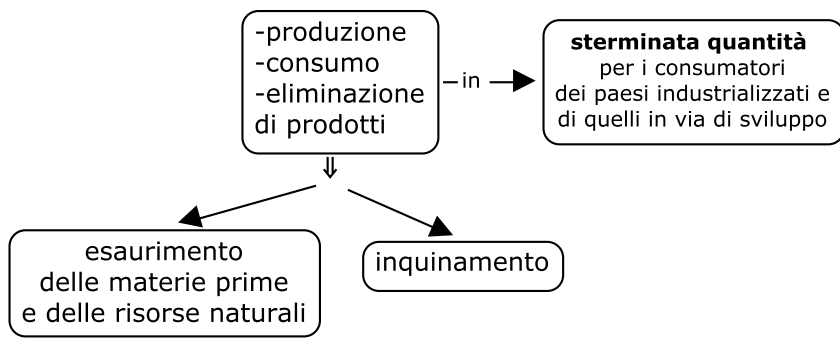 -produzione
-consumo
-eliminazione
di prodotti
in
sterminata quantità
per i consumatori
dei paesi industrializzati e
di quelli in via di sviluppo
esaurimento
delle materie prime
e delle risorse naturali
inquinamento